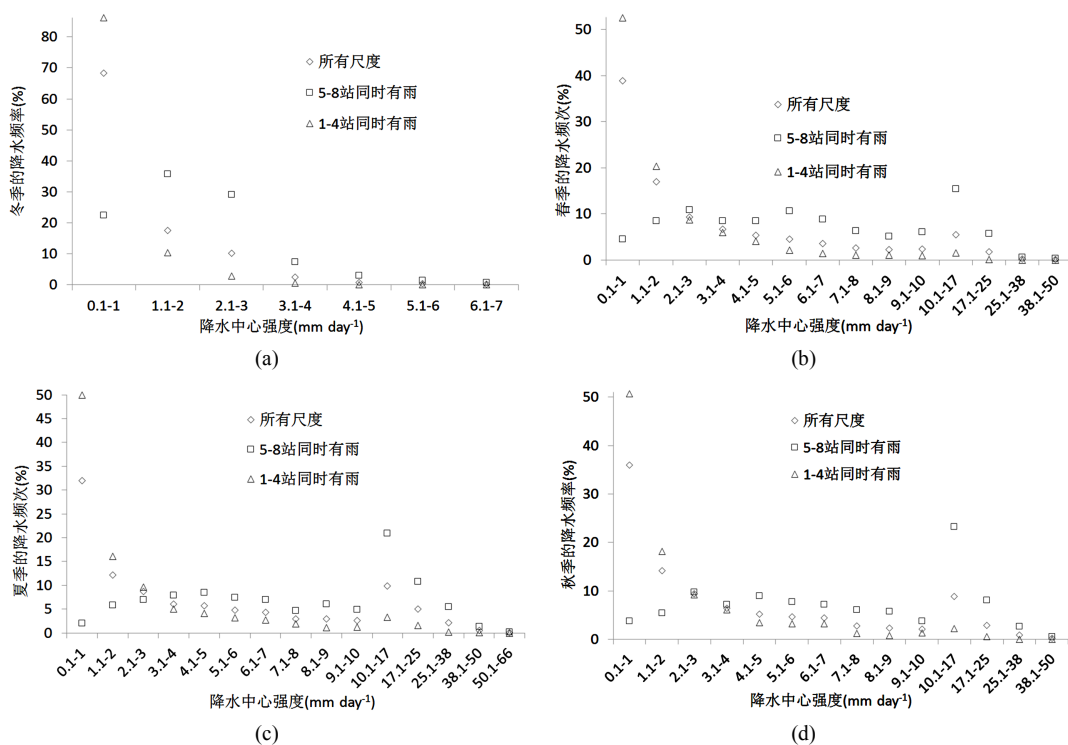 冬季的降水频率(%)
80
70
60
50
40
30
20
10
0
所有尺度
5-8站同时有雨
1-4站同时有雨
0.1-1 1.1-2 2.1-3 3.1-4 4.1-5 5.1-6 6.1-7
降水中心强度(mm day-1)
(a)
春季的降水频次(%)
50
40
30
20
10
0
所有尺度
5-8站同时有雨
1-4站同时有雨
0.1-1 1.1-2 2.1-3 3.1-4 4.1-5 5.1-6 6.1-7 7.1-8 8.1-9 9.1-10 10.1-17 17.1-25 25.1-38 38.1-50
降水中心强度(mm day-1)
(b)
夏季的降水频次(%)
50
45
40
35
30
25
20
15
10
5
0
所有尺度
5-8站同时有雨
1-4站同时有雨
0.1-1 1.1-2 2.1-3 3.1-4 4.1-5 5.1-6 6.1-7 7.1-8 8.1-9 9.1-10 10.1-17 17.1-25 25.1-38 38.1-50 50.1-66
降水中心强度(mm day-1)
(c)
秋季的降水频率(%)
50
40
30
20
10
0
所有尺度
5-8站同时有雨
1-4站同时有雨
0.1-1 1.1-2 2.1-3 3.1-4 4.1-5 5.1-6 6.1-7 7.1-8 8.1-9 9.1-10 10.1-17 17.1-25 25.1-38 38.1-50
降水中心强度(mm day-1)
(d)